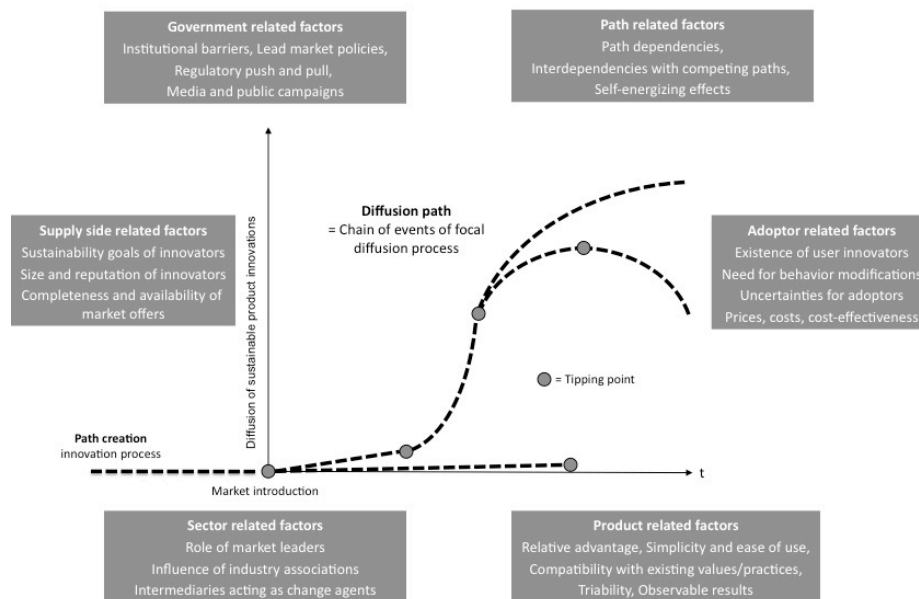 Government related factors
Institutional barriers, Lead market policies,
Regulatory push and pull,
Media and public campaigns
Path related factors
Path dependencies,
Interdependencies with competing paths,
Self-energizing effects
Supply side related factors
Sustainability goals of innovators
Size and reputation of innovators
Completeness and availability of
market offers
Diffusion of sustainable product innovations
Diffusion path
= Chain of events of focal
diffusion process
Adoptor related factors
Existence of user innovators
Need for behavior modifications
Uncertainties for adoptors
Prices, costs, cost-effectiveness
= Tipping point
Path creation
innovation process
Market introduction
t
Sector related factors
Role of market leaders
Influence of industry associations
Intermediaries acting as change agents
Product related factors
Relative advantage, Simplicity and ease of use,
Compatibility with existing values/practices,
Triability, Observable results